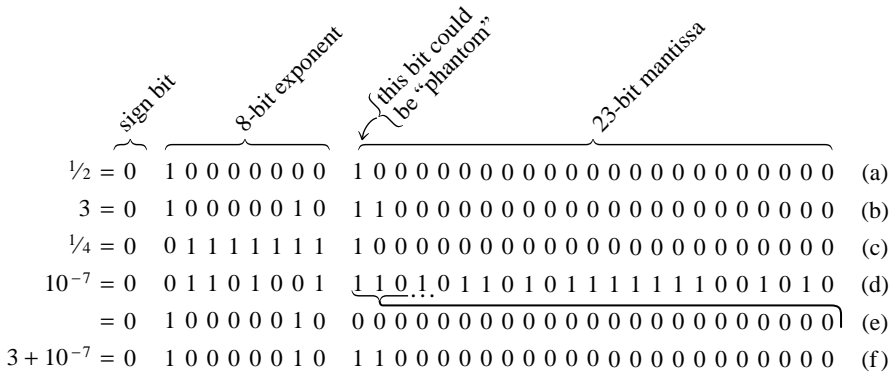 sign bit
8-bit exponent
this bit could
be “phantom”
23-bit mantissa
½ = 0 1 0 0 0 0 0 0 0 1 0 0 0 0 0 0 0 0 0 0 0 0 0 0 0 0 0 0 0 0 0 0 (a)
3 = 0 1 0 0 0 0 0 1 0 1 1 0 0 0 0 0 0 0 0 0 0 0 0 0 0 0 0 0 0 0 0 0 (b)
¼ = 0 0 1 1 1 1 1 1 1 1 0 0 0 0 0 0 0 0 0 0 0 0 0 0 0 0 0 0 0 0 0 0 (c)
10⁻⁷ = 0 0 1 1 0 1 0 0 1 1 1 0 1 0 1 1 0 1 0 1 1 1 1 1 1 1 0 0 1 0 1 0 (d)
...
= 0 1 0 0 0 0 0 1 0 0 0 0 0 0 0 0 0 0 0 0 0 0 0 0 0 0 0 0 0 0 0 0 (e)
3 + 10⁻⁷ = 0 1 0 0 0 0 0 1 0 1 1 0 0 0 0 0 0 0 0 0 0 0 0 0 0 0 0 0 0 0 0 0 (f)